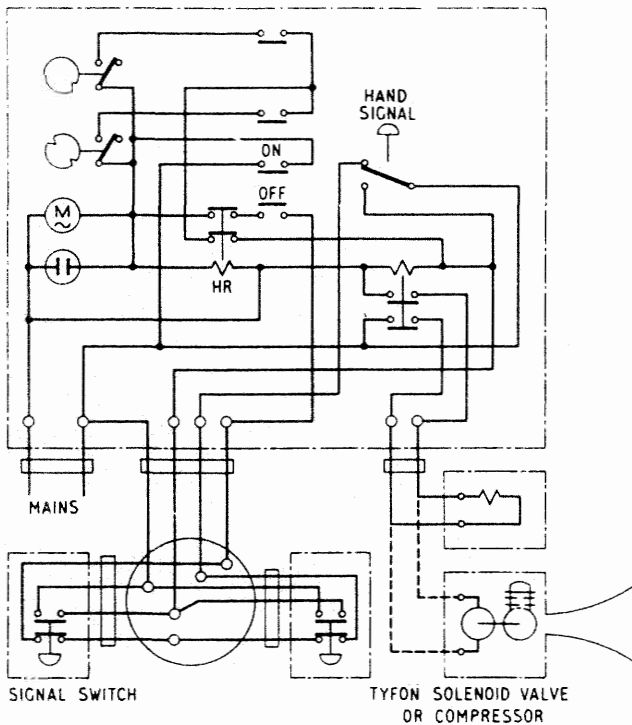 HAND
SIGNAL
ON
OFF
M
HR
MAINS
SIGNAL SWITCH
TYFON SOLENOID VALVE
OR COMPRESSOR